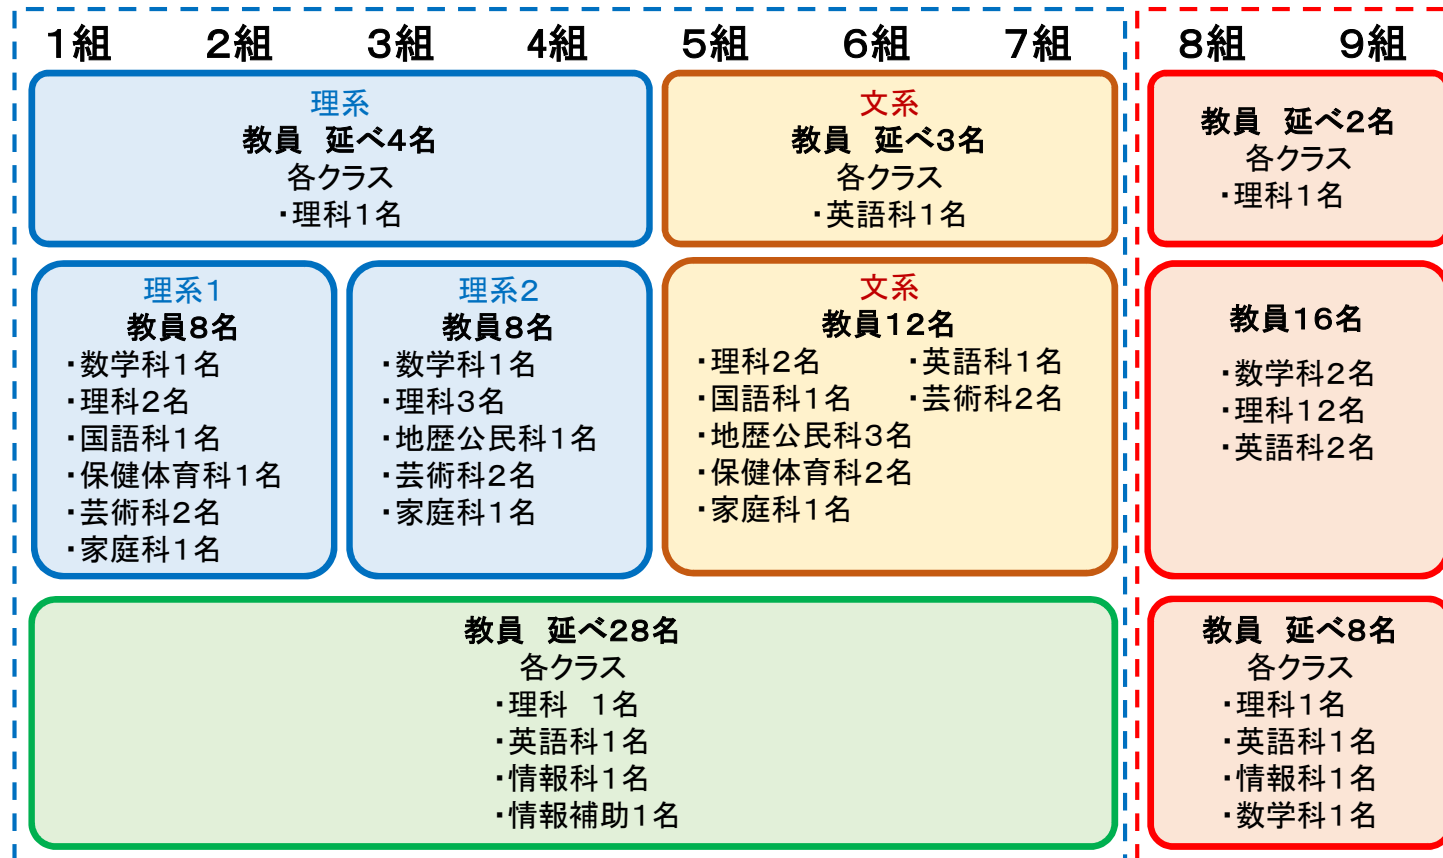 1組 2組 3組 4組 5組 6組 7組 8組 9組
理系
教員 延べ4名
各クラス
・理科1名
文系
教員 延べ3名
各クラス
・英語科1名
教員 延べ2名
各クラス
・理科1名
理系1
教員8名
・数学科1名
・理科2名
・国語科1名
・保健体育科1名
・芸術科2名
・家庭科1名
理系2
教員8名
・数学科1名
・理科3名
・地歴公民科1名
・芸術科2名
・家庭科1名
文系
教員12名
・理科2名 ・英語科1名
・国語科1名 ・芸術科2名
・地歴公民科3名
・保健体育科2名
・家庭科1名
教員16名
・数学科2名
・理科12名
・英語科2名
教員 延べ28名
各クラス
・理科 1名
・英語科1名
・情報科1名
・情報補助1名
教員 延べ8名
各クラス
・理科1名
・英語科1名
・情報科1名
・数学科1名